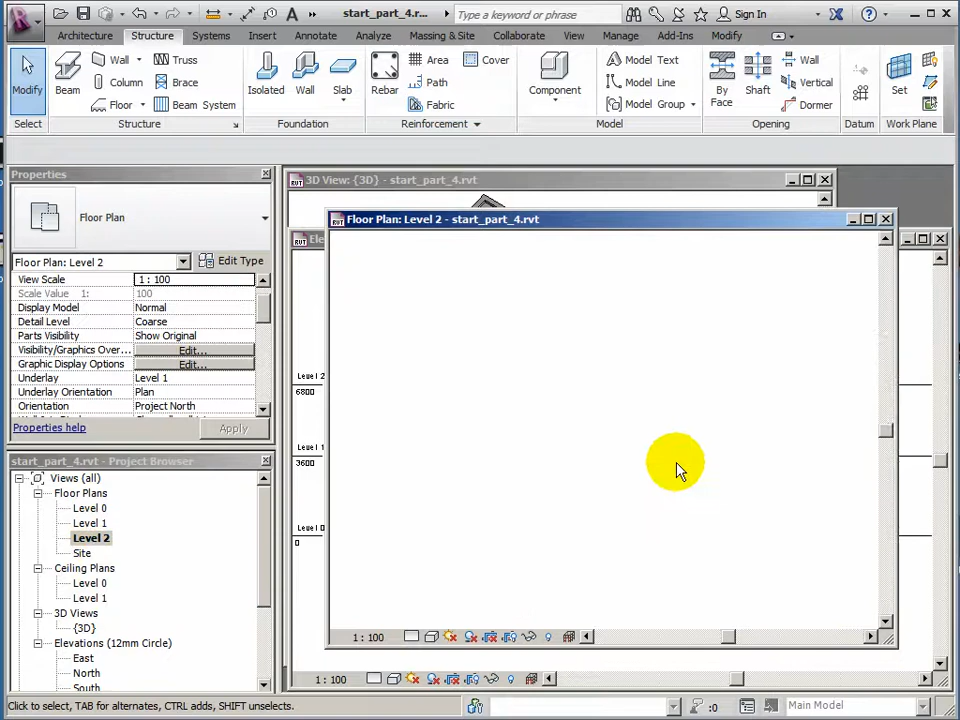 start_part_4.r...
Type a keyword or phrase
Sign In
Architecture Structure Systems Insert Annotate Analyze Massing & Site Collaborate View Manage Add-Ins Modify
Modify
Beam
Wall
Column
Floor
Truss
Brace
Beam System
Isolated
Wall
Slab
Rebar
Area
Path
Fabric
Cover
Component
Model Text
Model Line
Model Group
By Face
Shaft
Wall
Vertical
Dormer
Set
Select Structure Foundation Reinforcement Model Opening Datum Work Plane
Properties
Floor Plan
Floor Plan: Level 2
Edit Type
View Scale 1 : 100
Scale Value 1: 100
Display Model Normal
Detail Level Coarse
Parts Visibility Show Original
Visibility/Graphics Over... Edit...
Graphic Display Options Edit...
Underlay Level 1
Underlay Orientation Plan
Orientation Project North
Properties help
Apply
start_part_4.rvt - Project Browser
Views (all)
Floor Plans
Level 0
Level 1
Level 2
Site
Ceiling Plans
Level 0
Level 1
3D Views
{3D}
Elevations (12mm Circle)
East
North
South
3D View: {3D} - start_part_4.rvt
Floor Plan: Level 2 - start_part_4.rvt
Ele
Level 2
6800
Level 1
3600
Level 0
0
1 : 100
1 : 100
Click to select, TAB for alternates, CTRL adds, SHIFT unselects.
:0
Main Model